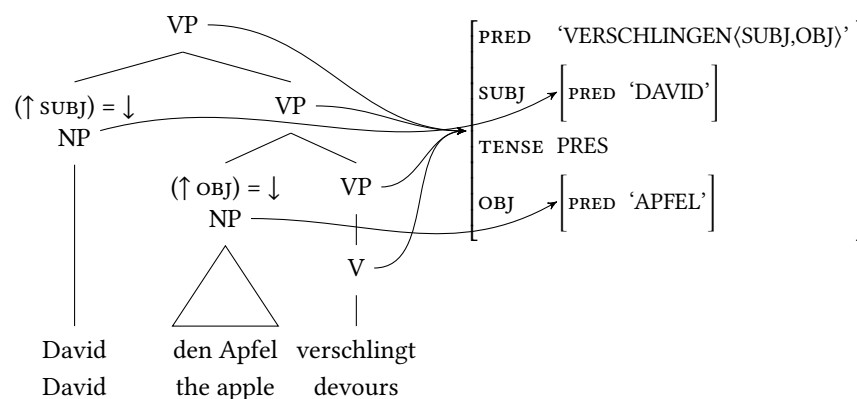 VP
PRED ‘VERSCHLINGEN⟨SUBJ,OBJ⟩’
(↑ SUBJ) = ↓
NP
VP
SUBJ [PRED ‘DAVID’]
TENSE PRES
(↑ OBJ) = ↓
NP
VP
OBJ [PRED ‘APFEL’]
V
David den Apfel verschlingt
David the apple devours